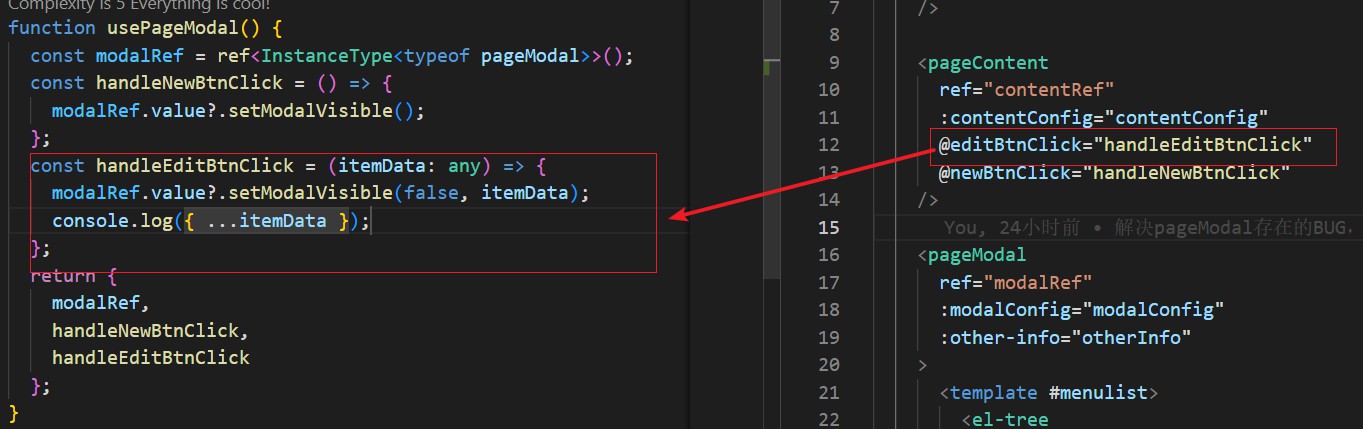 Complexity is 5 Everything is cool!
function usePageModal() {
const modalRef = ref<InstanceType<typeof pageModal>>();
const handleNewBtnClick = () => {
modalRef.value?.setModalVisible();
};
const handleEditBtnClick = (itemData: any) => {
modalRef.value?.setModalVisible(false, itemData);
console.log({ ...itemData });
};
return {
modalRef,
handleNewBtnClick,
handleEditBtnClick
};
}
7 />
8
9 <pageContent
10 ref="contentRef"
11 :contentConfig="contentConfig"
12 @editBtnClick="handleEditBtnClick"
13 @newBtnClick="handleNewBtnClick"
14 />
15 You, 24小时前 • 解决pageModal存在的BUG,
16 <pageModal
17 ref="modalRef"
18 :modalConfig="modalConfig"
19 :other-info="otherInfo"
20 >
21 <template #menulist>
22 <el-tree